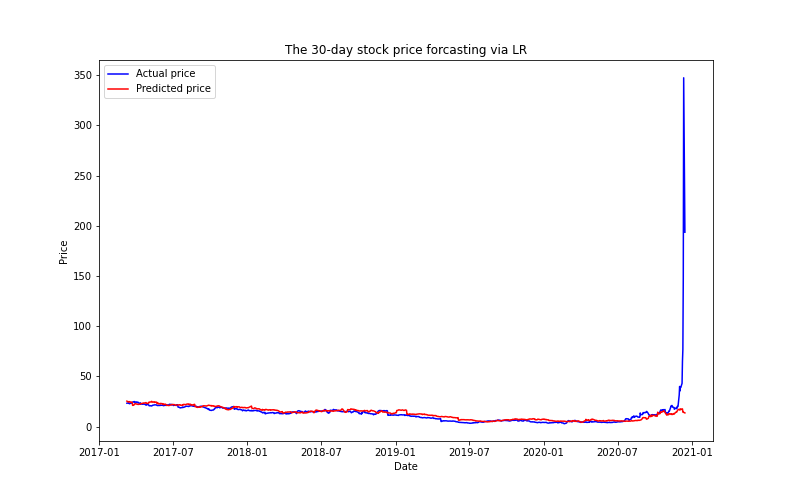 The 30-day stock price forcasting via LR
Actual price
Predicted price
350
300
250
200
150
100
50
0
Price
2017-01 2017-07 2018-01 2018-07 2019-01 2019-07 2020-01 2020-07 2021-01
Date